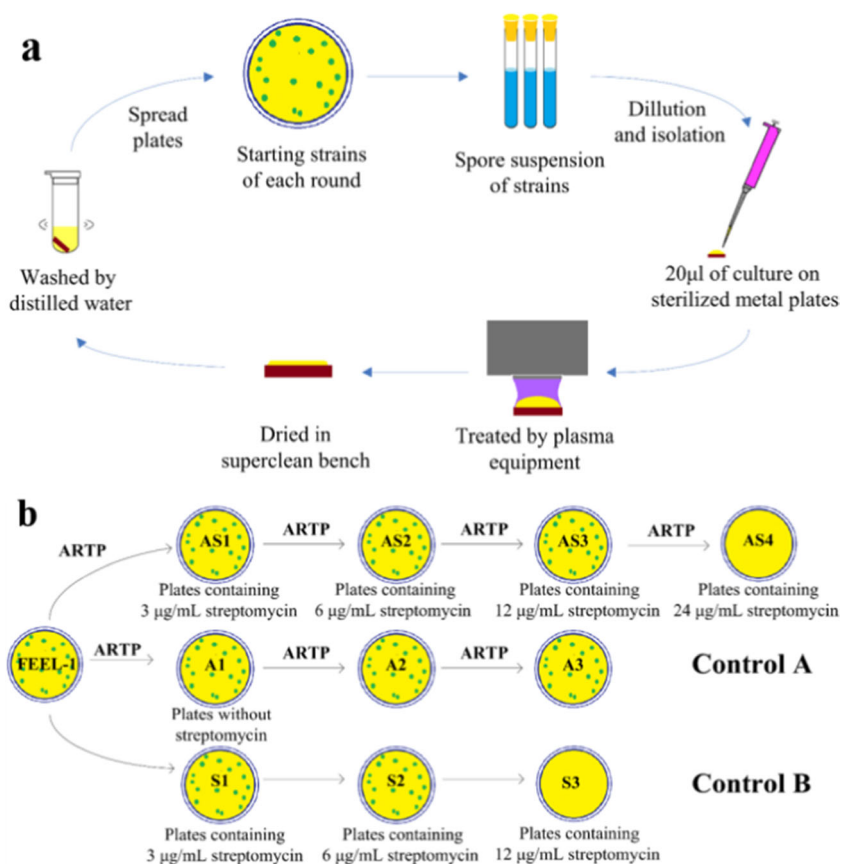 a
Spread
plates
Starting strains
of each round
Spore suspension
of strains
Dillution
and isolation
20µl of culture on
sterilized metal plates
Treated by plasma
equipment
Dried in
superclean bench
Washed by
distilled water
b
ARTP
AS1
ARTP
AS2
ARTP
AS3
ARTP
AS4
Plates containing
3 µg/mL streptomycin
Plates containing
6 µg/mL streptomycin
Plates containing
12 µg/mL streptomycin
Plates containing
24 µg/mL streptomycin
FEEL-1
ARTP
A1
ARTP
A2
ARTP
A3
Control A
Plates without
streptomycin
S1
S2
S3
Control B
Plates containing
3 µg/mL streptomycin
Plates containing
6 µg/mL streptomycin
Plates containing
12 µg/mL streptomycin